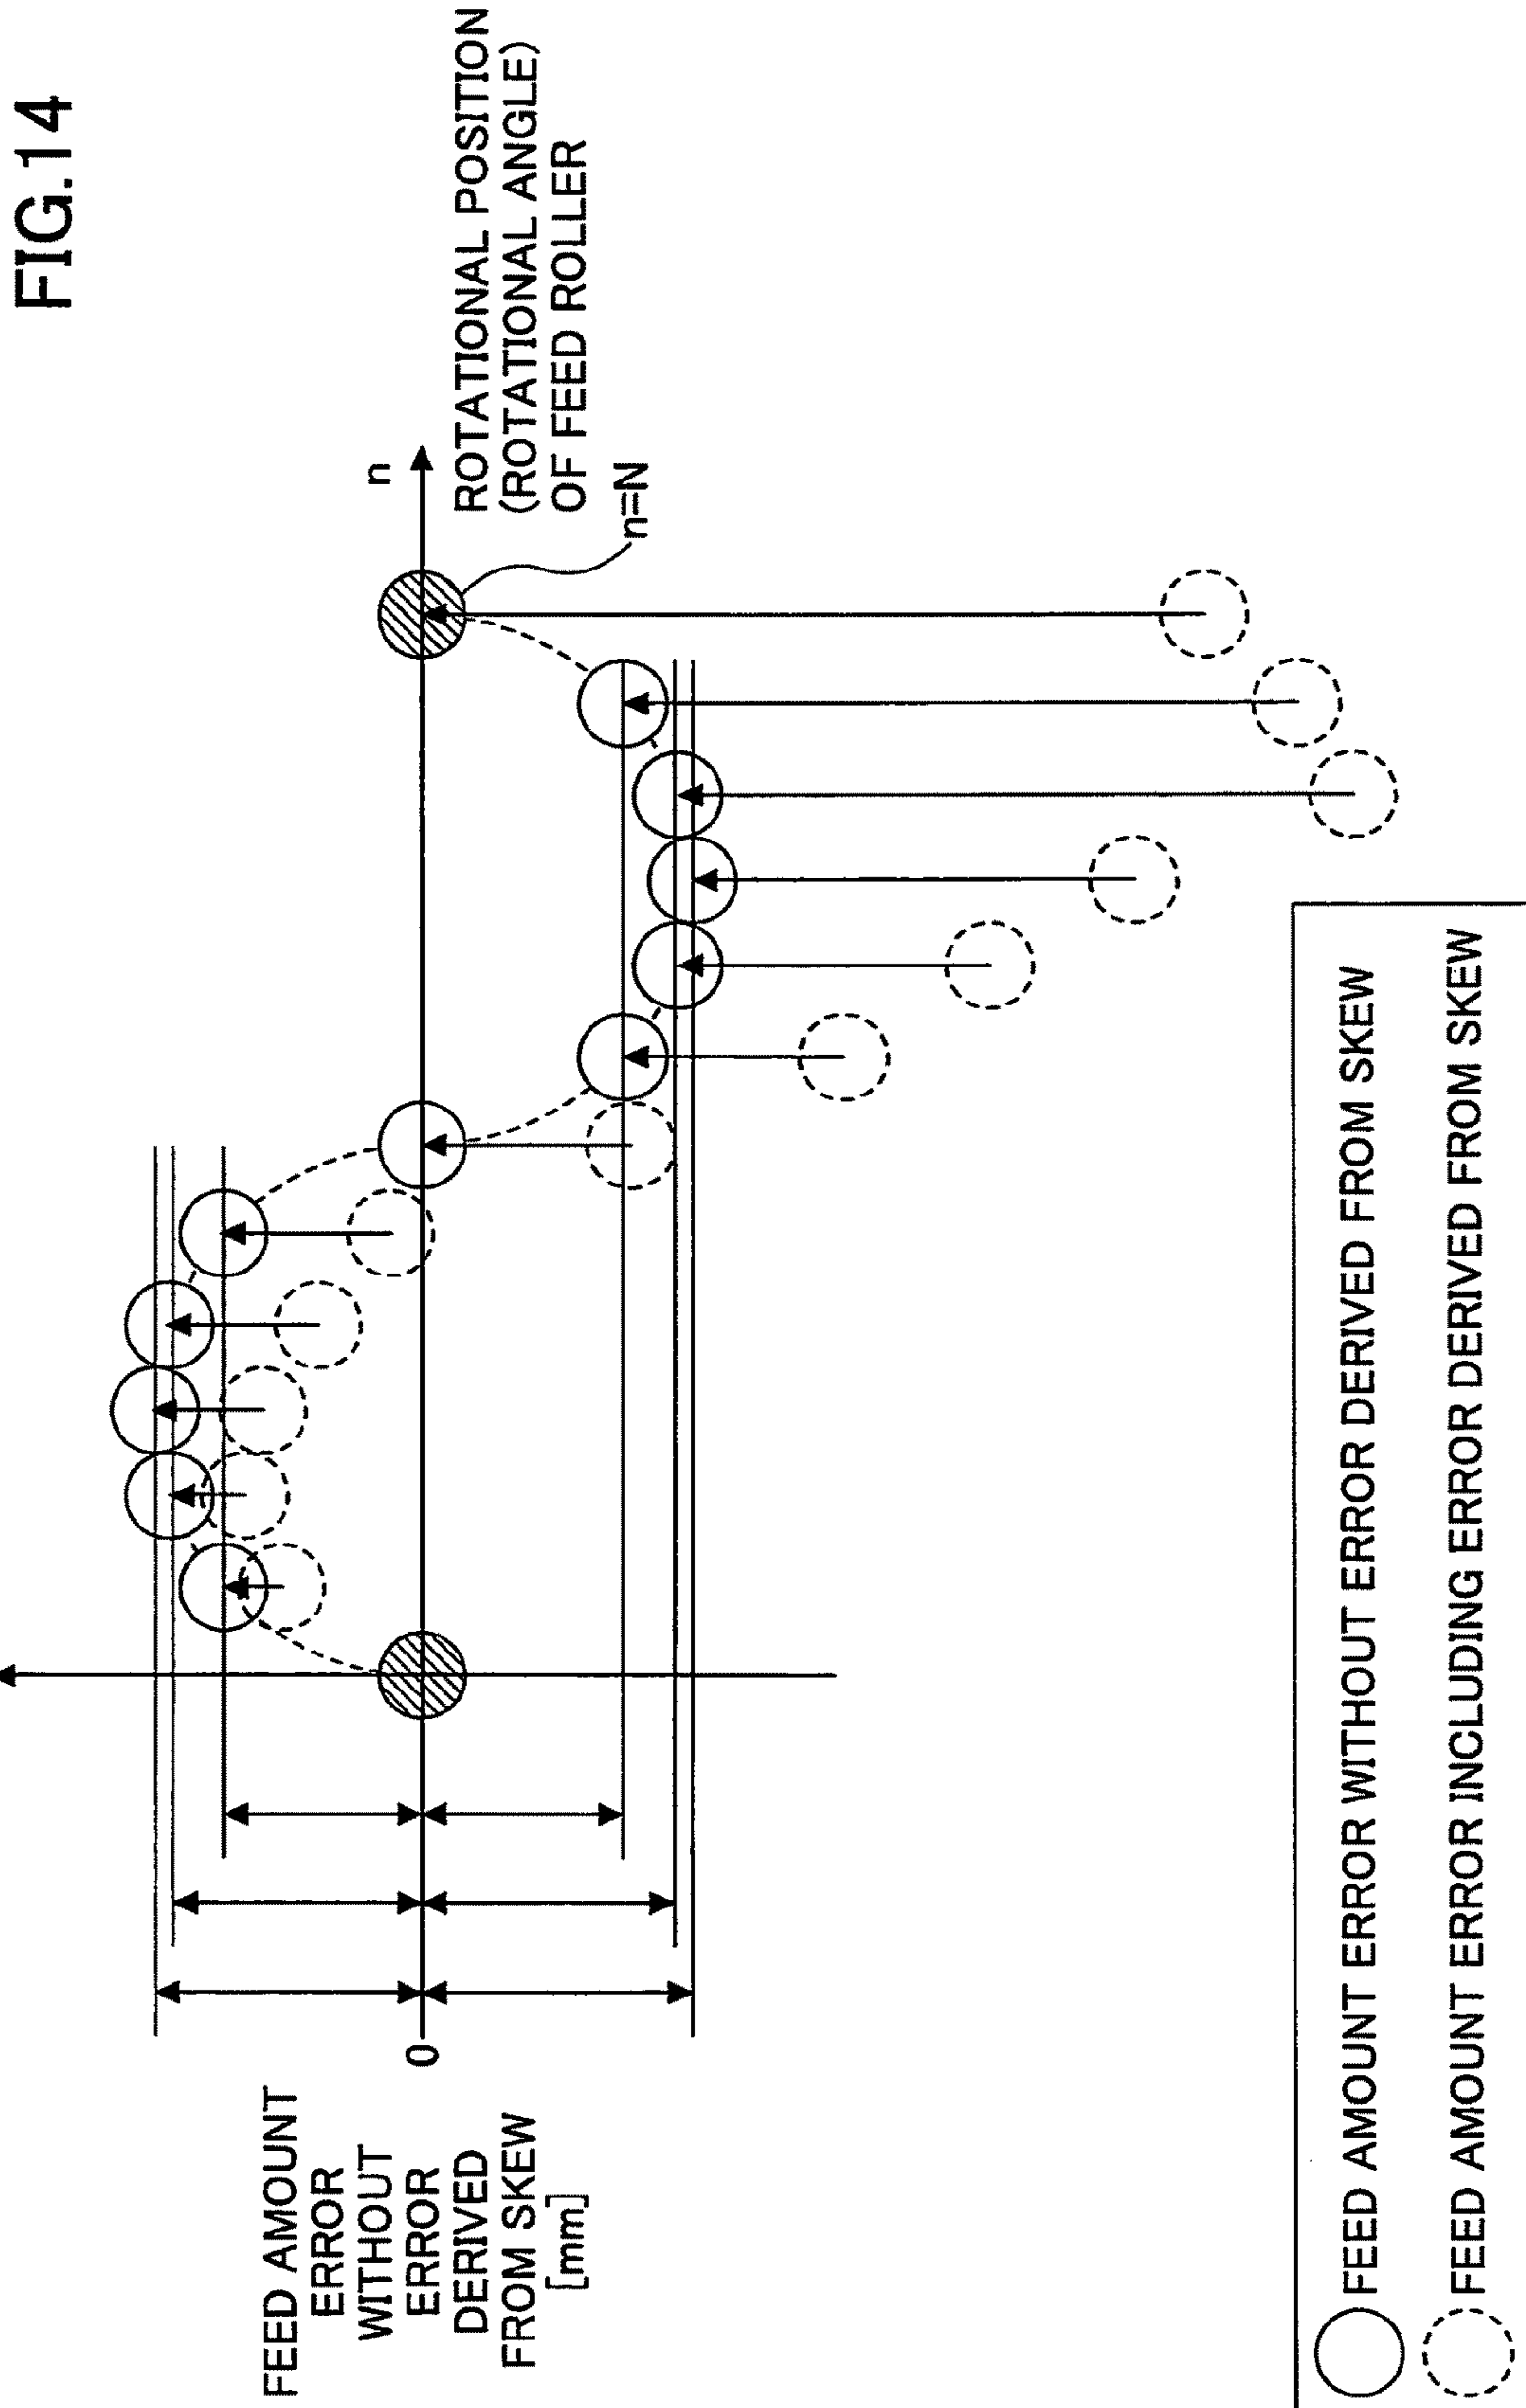 FIG.14
FEED AMOUNT
ERROR
WITHOUT
ERROR
DERIVED
FROM SKEW
[mm]
0
n
ROTATIONAL POSITION
(ROTATIONAL ANGLE)
OF FEED ROLLER
n=N
FEED AMOUNT ERROR WITHOUT ERROR DERIVED FROM SKEW
FEED AMOUNT ERROR INCLUDING ERROR DERIVED FROM SKEW